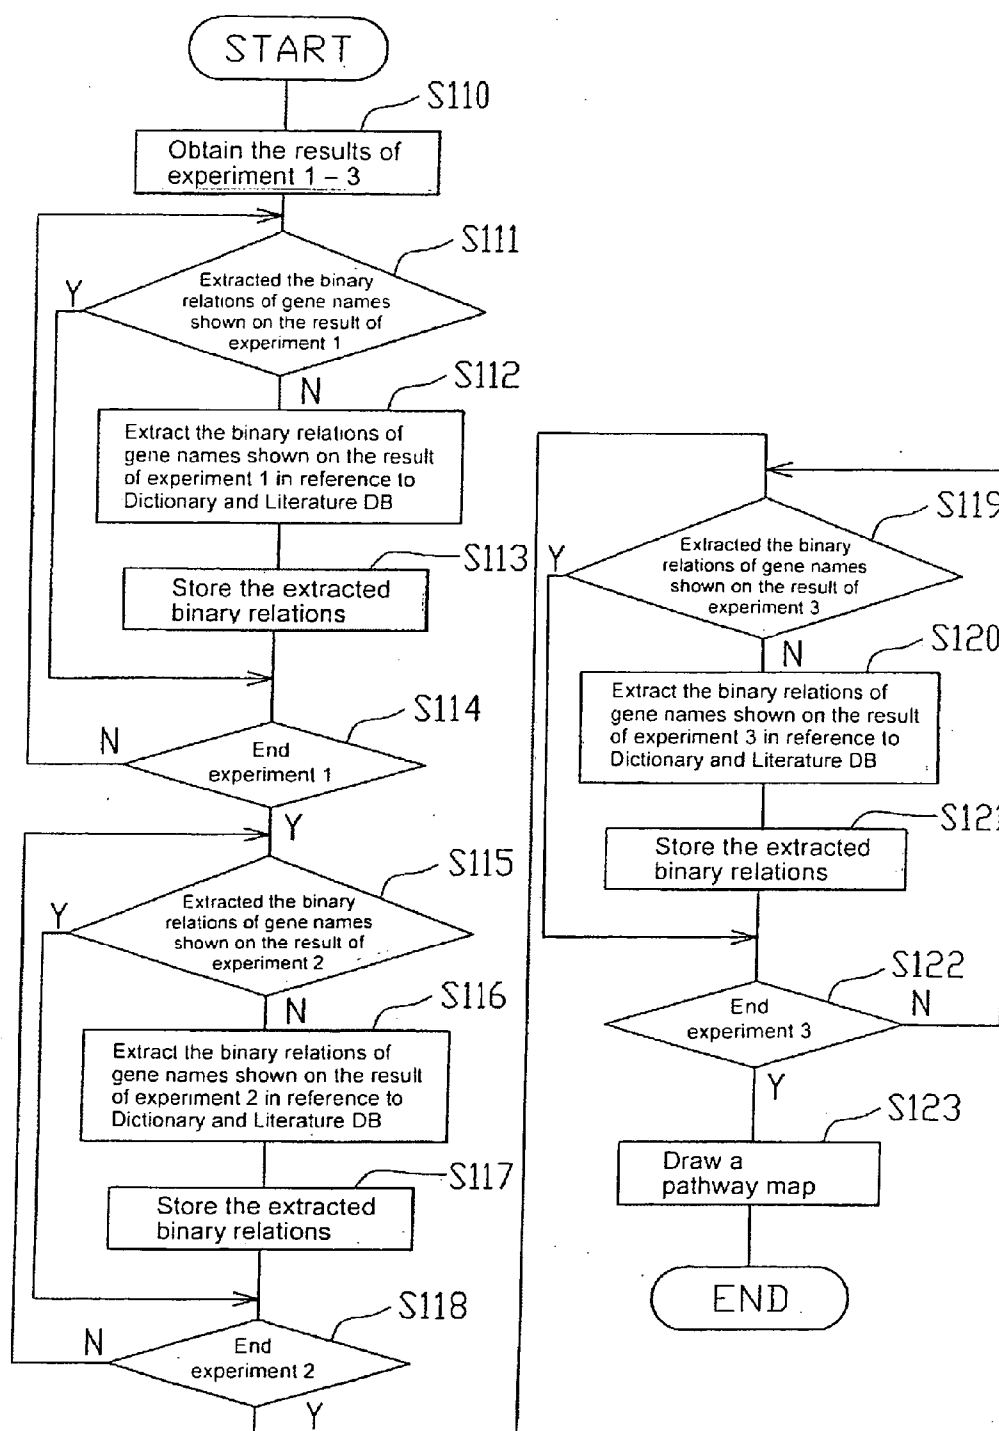 START
S110
Obtain the results of
experiment 1 – 3
S111
Extracted the binary
relations of gene names
shown on the result of
experiment 1
Y
N
S112
Extract the binary relations of
gene names shown on the result
of experiment 1 in reference to
Dictionary and Literature DB
S113
Store the extracted
binary relations
S114
End
experiment 1
N
Y
S115
Extracted the binary
relations of gene names
shown on the result of
experiment 2
Y
N
S116
Extract the binary relations of
gene names shown on the result
of experiment 2 in reference to
Dictionary and Literature DB
S117
Store the extracted
binary relations
S118
End
experiment 2
N
Y
S119
Extracted the binary
relations of gene names
shown on the result of
experiment 3
Y
N
S120
Extract the binary relations of
gene names shown on the result
of experiment 3 in reference to
Dictionary and Literature DB
S121
Store the extracted
binary relations
S122
End
experiment 3
N
Y
S123
Draw a
pathway map
END